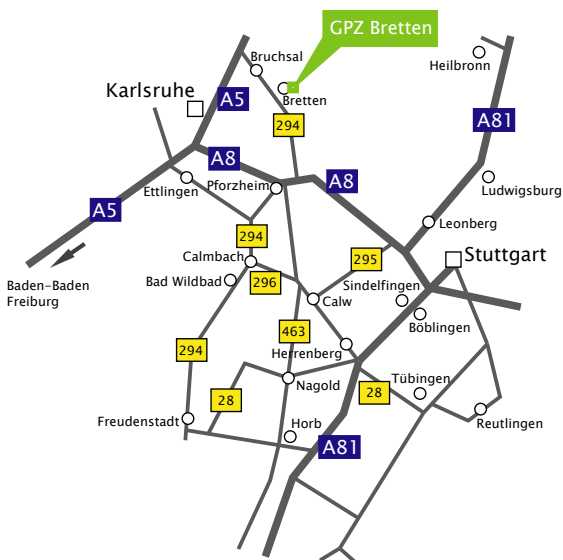 GPZ Bretten
Bruchsal
Heilbronn
Karlsruhe
Bretten
A5
294
A81
A8
Ettlingen
Pforzheim
A8
Ludwigsburg
A5
Leonberg
294
Calmbach
295
Stuttgart
Baden-Baden
Freiburg
Bad Wildbad
296
Sindelfingen
Calw
Böblingen
463
294
Herrenberg
Nagold
Tübingen
28
28
Freudenstadt
Horb
Reutlingen
A81